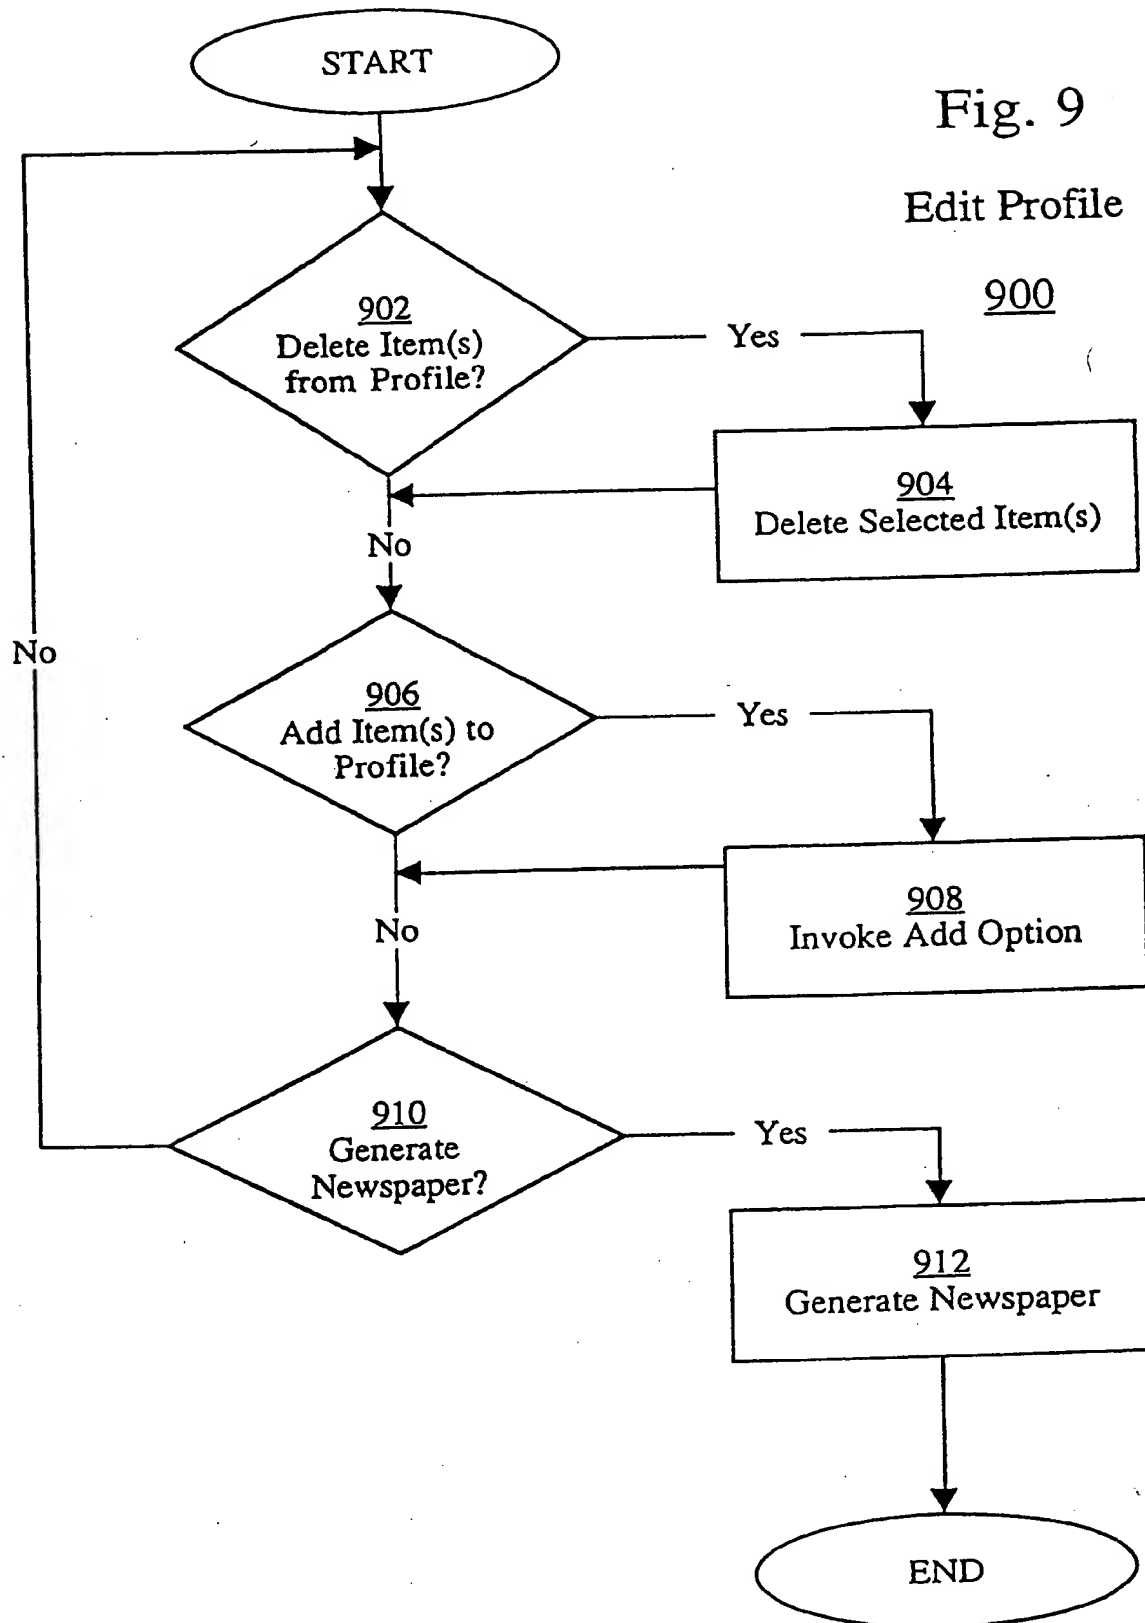 START
Fig. 9
Edit Profile
900
902
Delete Item(s)
from Profile?
Yes
904
Delete Selected Item(s)
No
No
906
Add Item(s) to
Profile?
Yes
908
Invoke Add Option
No
910
Generate
Newspaper?
Yes
912
Generate Newspaper
END